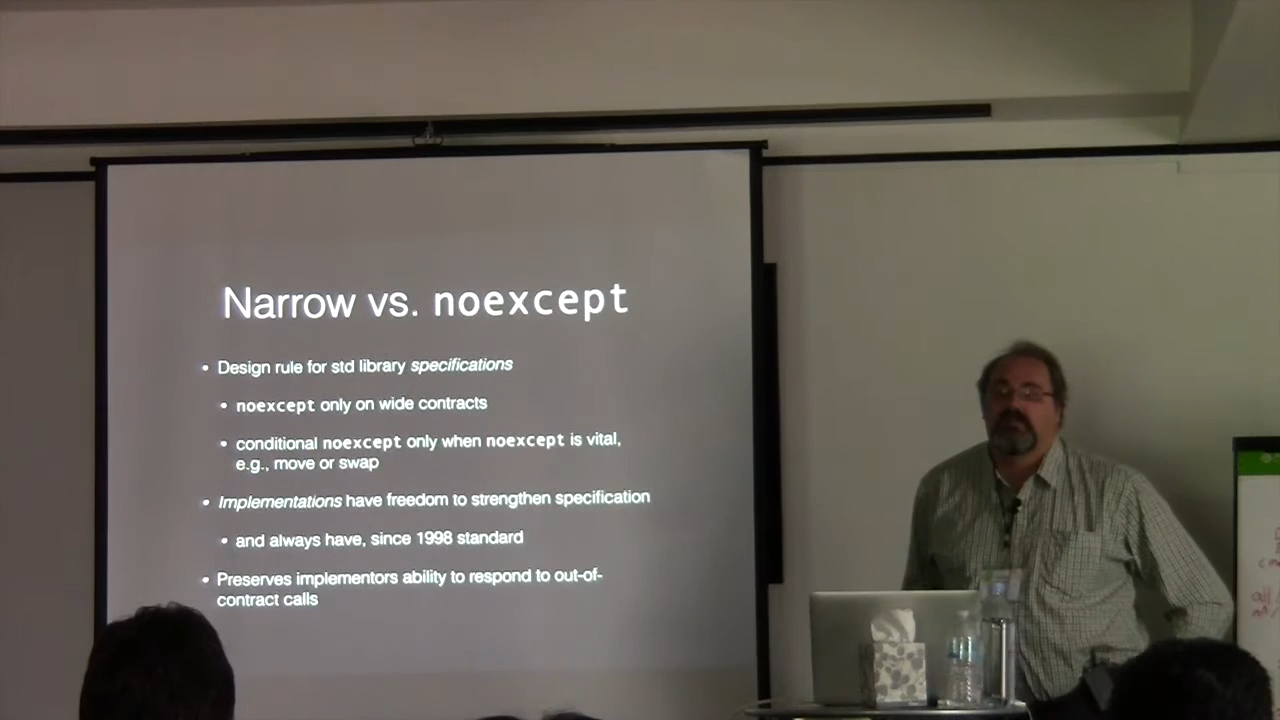 Narrow vs. noexcept
• Design rule for std library specifications
• noexcept only on wide contracts
• conditional noexcept only when noexcept is vital,
e.g., move or swap
• Implementations have freedom to strengthen specification
• and always have, since 1998 standard
• Preserves implementors ability to respond to out-of-
contract calls